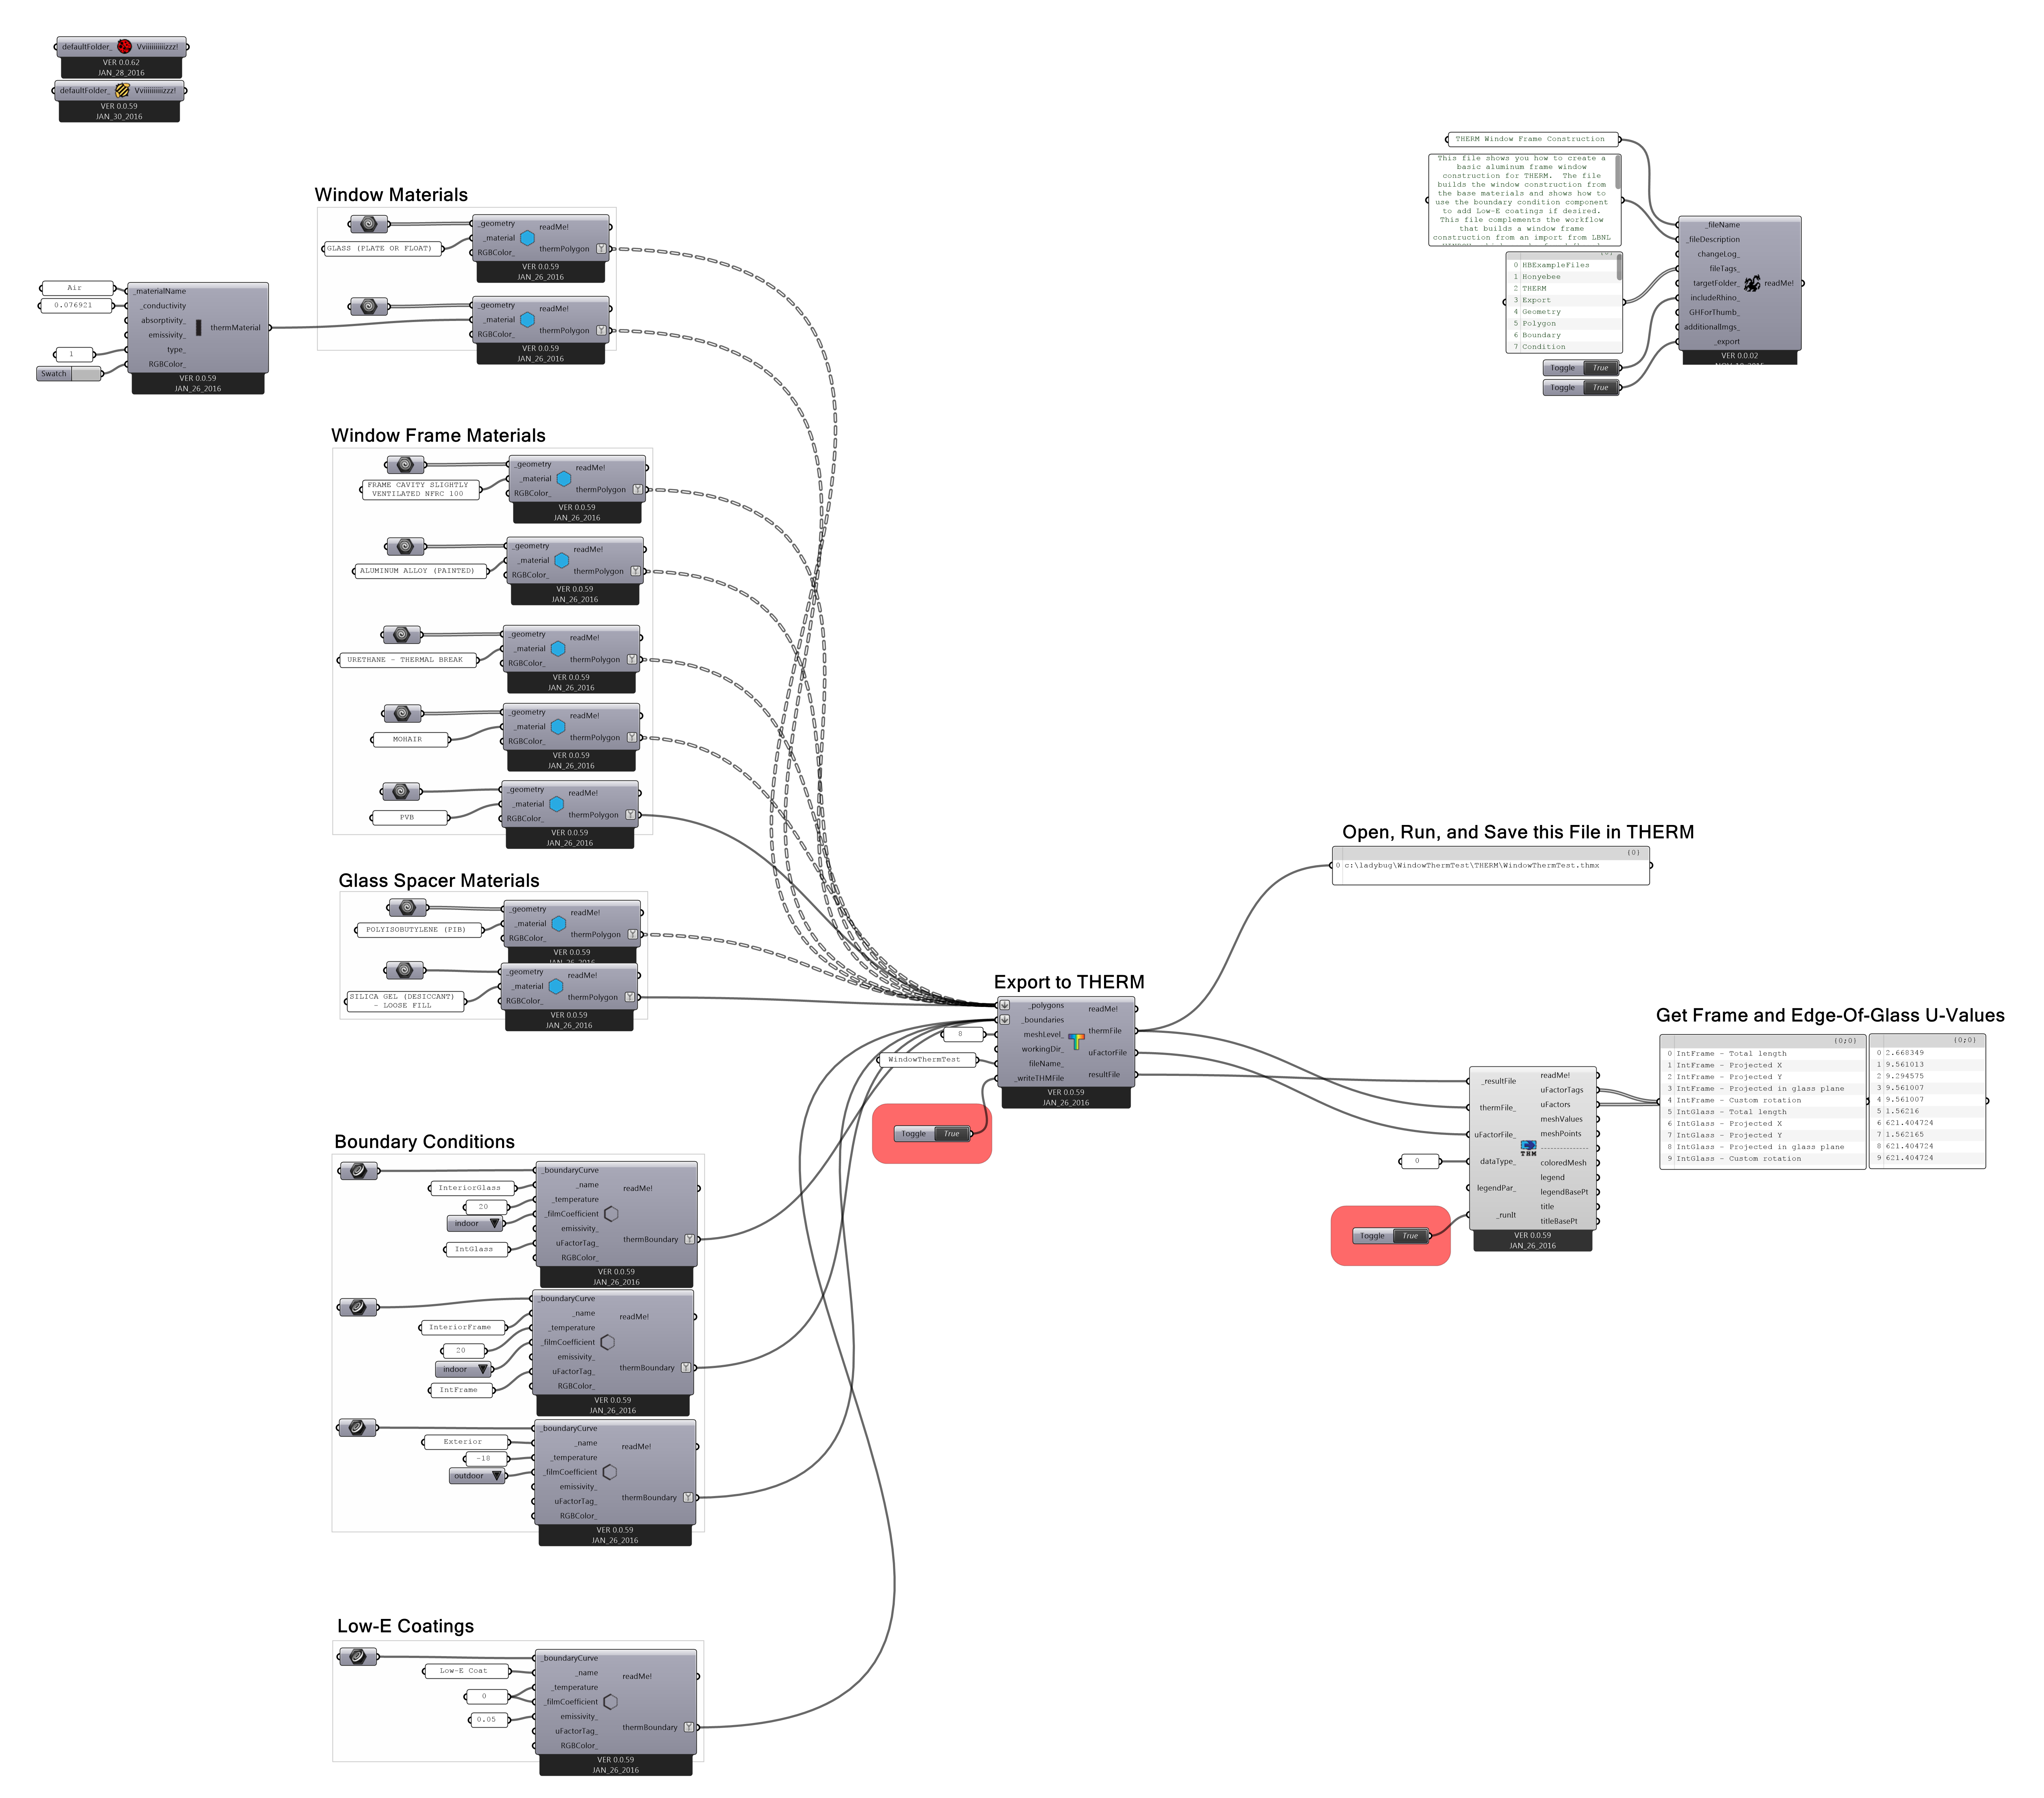 defaultFolder_ Vviiiiiiiiiizzz!
VER 0.0.62
JAN_28_2016
defaultFolder_ Vviiiiiiiiiizzz!
VER 0.0.59
JAN_30_2016
THERM Window Frame Construction
This file shows you how to create a
basic aluminum frame window
construction for THERM. The file
builds the window construction from
the base materials and shows how to
use the boundary condition component
to add Low-E coatings if desired.
This file complements the workflow
that builds a window frame
construction from an import from LBNL
0 HBExampleFiles
1 Honyebee
2 THERM
3 Export
4 Geometry
5 Polygon
6 Boundary
7 Condition
Toggle True
Toggle True
_fileName
_fileDescription
changeLog_
fileTags_
targetFolder_
includeRhino_
GHForThumb_
additionalImgs_
_export
readMe!
VER 0.0.02
Window Materials
GLASS (PLATE OR FLOAT)
_geometry
_material
RGBColor_
readMe!
thermPolygon
VER 0.0.59
JAN_26_2016
_geometry
_material
RGBColor_
readMe!
thermPolygon
VER 0.0.59
JAN_26_2016
Air
0.076921
1
Swatch
_materialName
_conductivity
absorptivity_
emissivity_
type_
RGBColor_
thermMaterial
VER 0.0.59
JAN_26_2016
Window Frame Materials
FRAME CAVITY SLIGHTLY
VENTILATED NFRC 100
_geometry
_material
RGBColor_
readMe!
thermPolygon
VER 0.0.59
JAN_26_2016
ALUMINUM ALLOY (PAINTED)
_geometry
_material
RGBColor_
readMe!
thermPolygon
VER 0.0.59
JAN_26_2016
URETHANE - THERMAL BREAK
_geometry
_material
RGBColor_
readMe!
thermPolygon
VER 0.0.59
JAN_26_2016
MOHAIR
_geometry
_material
RGBColor_
readMe!
thermPolygon
VER 0.0.59
JAN_26_2016
PVB
_geometry
_material
RGBColor_
readMe!
thermPolygon
VER 0.0.59
JAN_26_2016
Glass Spacer Materials
POLYISOBUTYLENE (PIB)
_geometry
_material
RGBColor_
readMe!
thermPolygon
VER 0.0.59
JAN_26_2016
SILICA GEL (DESICCANT)
- LOOSE FILL
_geometry
_material
RGBColor_
readMe!
thermPolygon
VER 0.0.59
JAN_26_2016
Boundary Conditions
InteriorGlass
20
indoor
IntGlass
_boundaryCurve
_name
_temperature
_filmCoefficient
emissivity_
uFactorTag_
RGBColor_
readMe!
thermBoundary
VER 0.0.59
JAN_26_2016
InteriorFrame
20
indoor
IntFrame
_boundaryCurve
_name
_temperature
_filmCoefficient
emissivity_
uFactorTag_
RGBColor_
readMe!
thermBoundary
VER 0.0.59
JAN_26_2016
Exterior
-18
outdoor
_boundaryCurve
_name
_temperature
_filmCoefficient
emissivity_
uFactorTag_
RGBColor_
readMe!
thermBoundary
VER 0.0.59
JAN_26_2016
Low-E Coatings
Low-E Coat
0
0.05
_boundaryCurve
_name
_temperature
_filmCoefficient
emissivity_
uFactorTag_
RGBColor_
readMe!
thermBoundary
VER 0.0.59
JAN_26_2016
Export to THERM
8
WindowThermTest
Toggle True
_polygons
_boundaries
meshLevel_
workingDir_
fileName_
_writeTHMFile
readMe!
thermFile
uFactorFile
resultFile
VER 0.0.59
JAN_26_2016
Open, Run, and Save this File in THERM
{0}
0 c:\ladybug\WindowThermTest\THERM\WindowThermTest.thmx
0
Toggle True
_resultFile
thermFile_
uFactorFile_
dataType_
legendPar_
_runIt
THM
readMe!
uFactorTags
uFactors
meshValues
meshPoints
--------------
coloredMesh
legend
legendBasePt
title
titleBasePt
VER 0.0.59
JAN_26_2016
Get Frame and Edge-Of-Glass U-Values
{0;0}
0 IntFrame - Total length
1 IntFrame - Projected X
2 IntFrame - Projected Y
3 IntFrame - Projected in glass plane
4 IntFrame - Custom rotation
5 IntGlass - Total length
6 IntGlass - Projected X
7 IntGlass - Projected Y
8 IntGlass - Projected in glass plane
9 IntGlass - Custom rotation
{0;0}
0 2.668349
1 9.561013
2 9.294575
3 9.561007
4 9.561007
5 1.56216
6 621.404724
7 1.562165
8 621.404724
9 621.404724